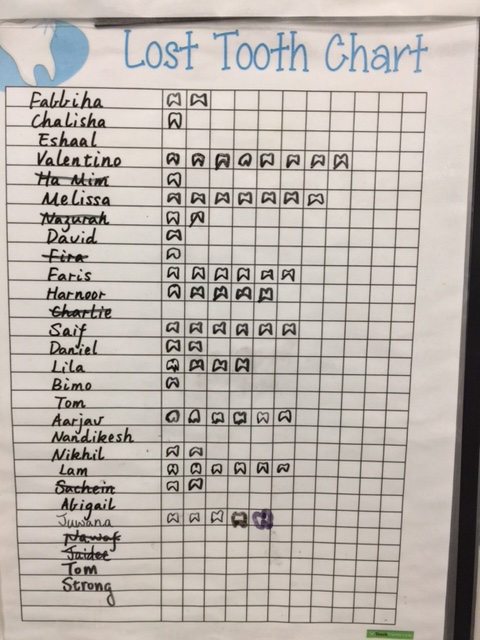 Lost Tooth Chart
Fabbiha
Chalisha
Eshaal
Valentino
Ha Mim
Melissa
Nazurah
David
Fira
Faris
Harnoor
Charlie
Saif
Daniel
Lila
Bimo
Tom
Aarjav
Nandikesh
Nikhil
Lam
Sachein
Abigail
Juwana
Nawaf
Tom
Strong